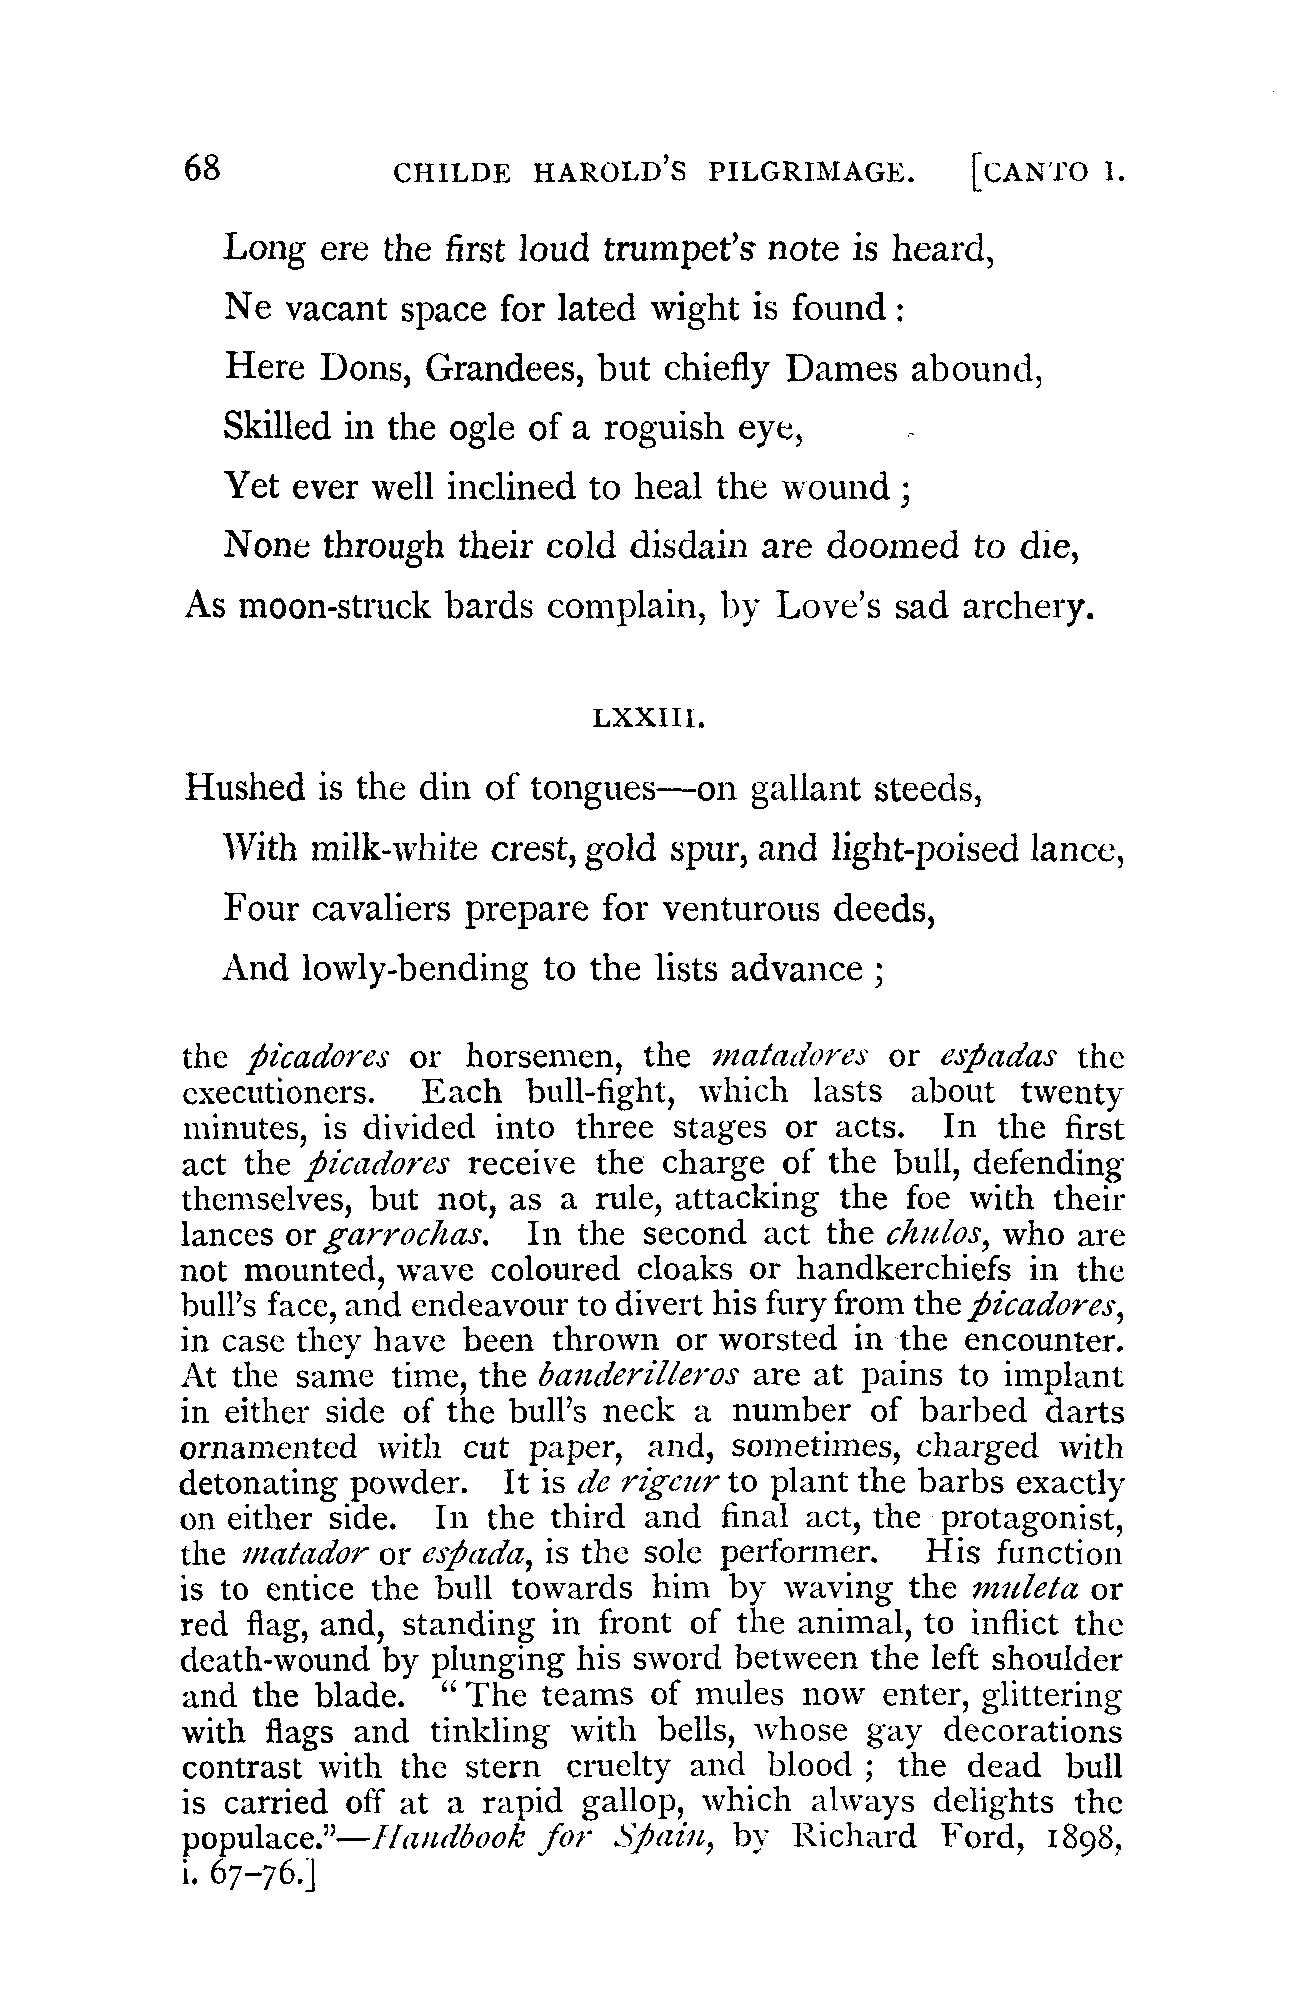 68 CHILDE HAROLD'S PILGRIMAGE. [CANTO I.
Long ere the first loud trumpet's note is heard,
Ne vacant space for lated wight is found :
Here Dons, Grandees, but chiefly Dames abound,
Skilled in the ogle of a roguish eye,
Yet ever well inclined to heal the wound ;
None through their cold disdain are doomed to die,
As moon-struck bards complain, by Love's sad archery.
LXXIII.
Hushed is the din of tongues—on gallant steeds,
With milk-white crest, gold spur, and light-poised lance,
Four cavaliers prepare for venturous deeds,
And lowly-bending to the lists advance ;
the picadores or horsemen, the matadores or espadas the
executioners. Each bull-fight, which lasts about twenty
minutes, is divided into three stages or acts. In the first
act the picadores receive the charge of the bull, defending
themselves, but not, as a rule, attacking the foe with their
lances or garrochas. In the second act the chulos, who are
not mounted, wave coloured cloaks or handkerchiefs in the
bull's face, and endeavour to divert his fury from the picadores,
in case they have been thrown or worsted in the encounter.
At the same time, the banderilleros are at pains to implant
in either side of the bull's neck a number of barbed darts
ornamented with cut paper, and, sometimes, charged with
detonating powder. It is de rigeur to plant the barbs exactly
on either side. In the third and final act, the protagonist,
the matador or espada, is the sole performer. His function
is to entice the bull towards him by waving the muleta or
red flag, and, standing in front of the animal, to inflict the
death-wound by plunging his sword between the left shoulder
and the blade. "The teams of mules now enter, glittering
with flags and tinkling with bells, whose gay decorations
contrast with the stern cruelty and blood ; the dead bull
is carried off at a rapid gallop, which always delights the
populace."—Handbook for Spain, by Richard Ford, 1898,
i. 67–76.]